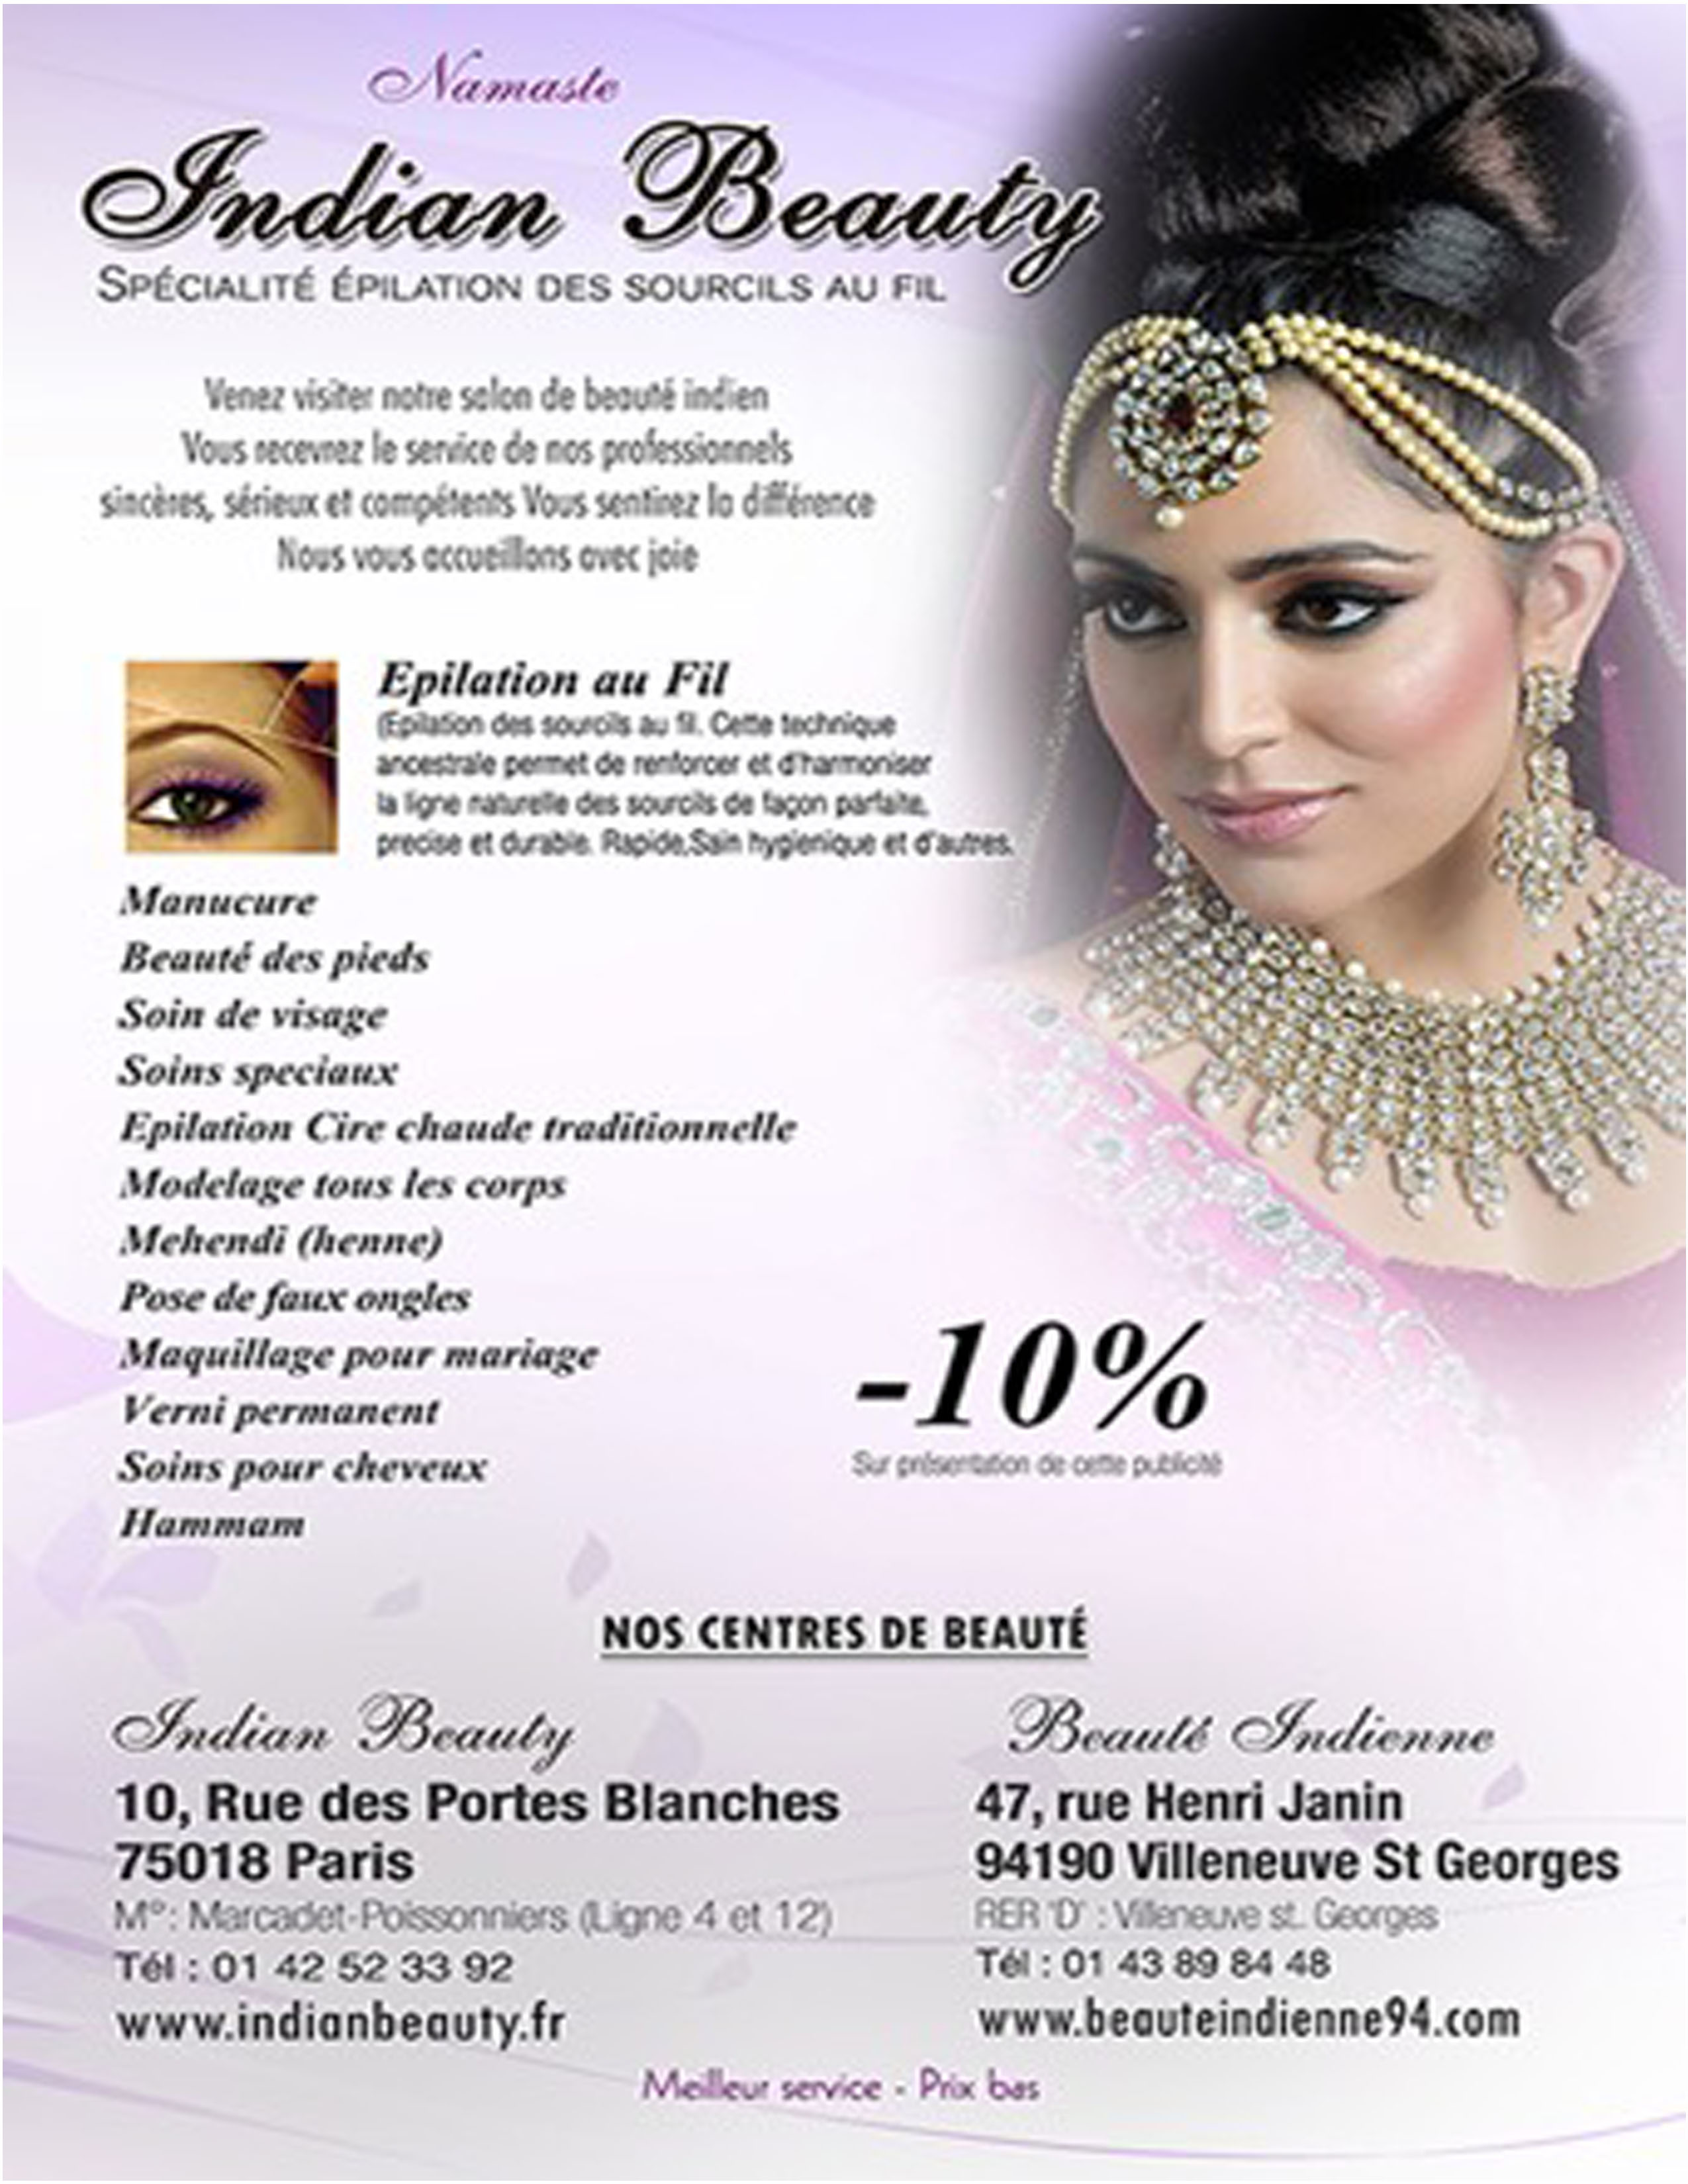 Namaste
Indian Beauty
SPÉCIALITÉ ÉPILATION DES SOURCILS AU FIL
Venez visiter notre salon de beauté indien
Vous recevrez le service de nos professionnels
sincères, sérieux et compétents Vous sentirez la différence
Nous vous accueillons avec joie
Epilation au Fil
(Epilation des sourcils au fil. Cette technique
ancestrale permet de renforcer et d'harmoniser
la ligne naturelle des sourcils de façon parfaite,
precise et durable. Rapide,Sain hygienique et d'autres.
Manucure
Beauté des pieds
Soin de visage
Soins speciaux
Epilation Cire chaude traditionnelle
Modelage tous les corps
Mehendi (henne)
Pose de faux ongles
Maquillage pour mariage
Verni permanent
Soins pour cheveux
Hammam
-10%
Sur présentation de cette publicité
NOS CENTRES DE BEAUTÉ
Indian Beauty
10, Rue des Portes Blanches
75018 Paris
M°: Marcadet-Poissonniers (Ligne 4 et 12)
Tél : 01 42 52 33 92
www.indianbeauty.fr
Beauté Indienne
47, rue Henri Janin
94190 Villeneuve St Georges
RER "D" : Villeneuve st. Georges
Tél : 01 43 89 84 48
www.beauteindienne94.com
Meilleur service - Prix bas